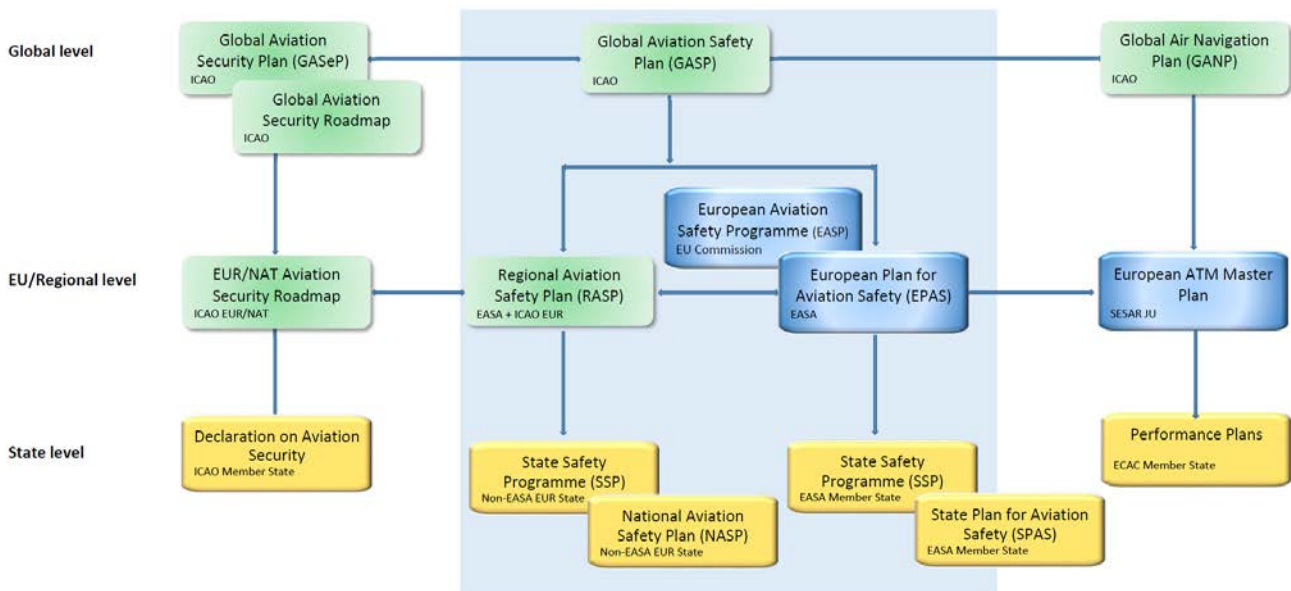 Global level
Global Aviation
Security Plan (GASeP)
ICAO
Global Aviation
Security Roadmap
ICAO
Global Aviation Safety
Plan (GASP)
ICAO
Global Air Navigation
Plan (GANP)
ICAO
EU/Regional level
EUR/NAT Aviation
Security Roadmap
ICAO EUR/NAT
Regional Aviation
Safety Plan (RASP)
EASA + ICAO EUR
European Aviation
Safety Programme (EASP)
EU Commission
European Plan for
Aviation Safety (EPAS)
EASA
European ATM Master
Plan
SESAR JU
State level
Declaration on Aviation
Security
ICAO Member State
State Safety
Programme (SSP)
Non-EASA EUR State
National Aviation
Safety Plan (NASP)
Non-EASA EUR State
State Safety
Programme (SSP)
EASA Member State
State Plan for Aviation
Safety (SPAS)
EASA Member State
Performance Plans
ECAC Member State